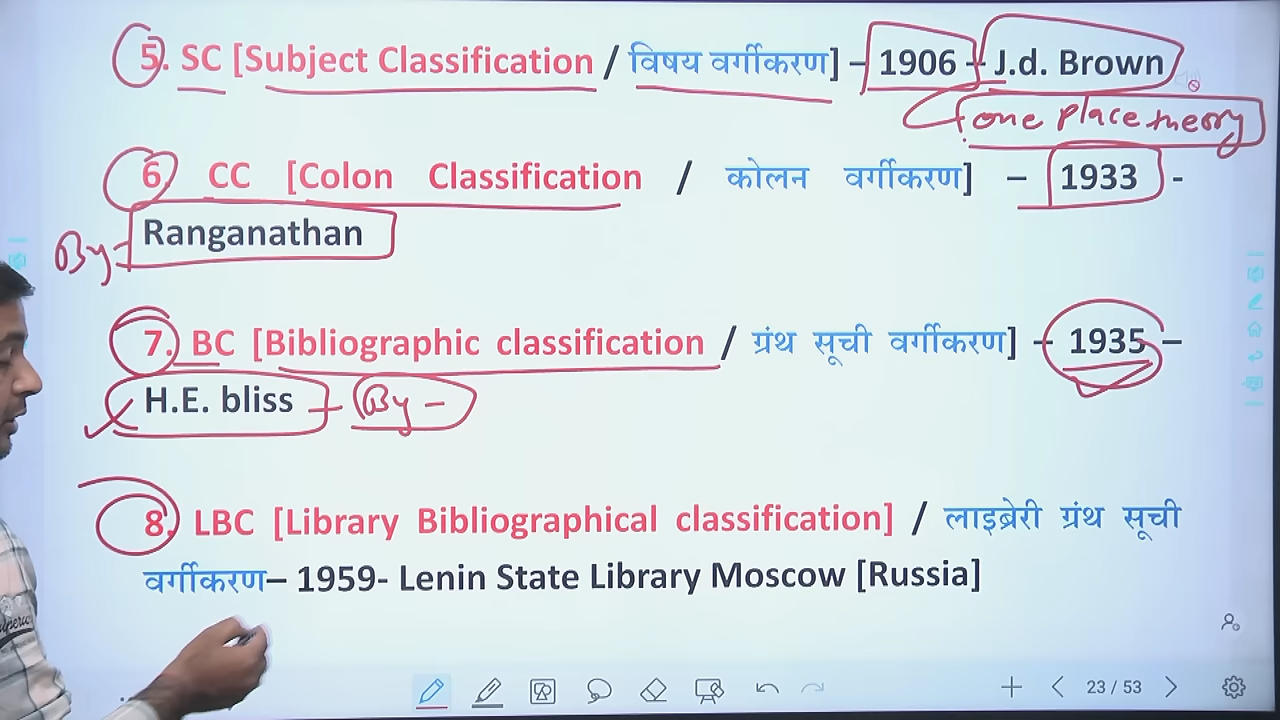 5. SC [Subject Classification / विषय वर्गीकरण] – 1906 – J.d. Brown
one place theory
6. CC [Colon Classification / कोलन वर्गीकरण] – 1933 -
By - Ranganathan
7. BC [Bibliographic classification / ग्रंथ सूची वर्गीकरण] – 1935 –
H.E. bliss - By -
8. LBC [Library Bibliographical classification] / लाइब्रेरी ग्रंथ सूची
वर्गीकरण– 1959- Lenin State Library Moscow [Russia]
23 / 53